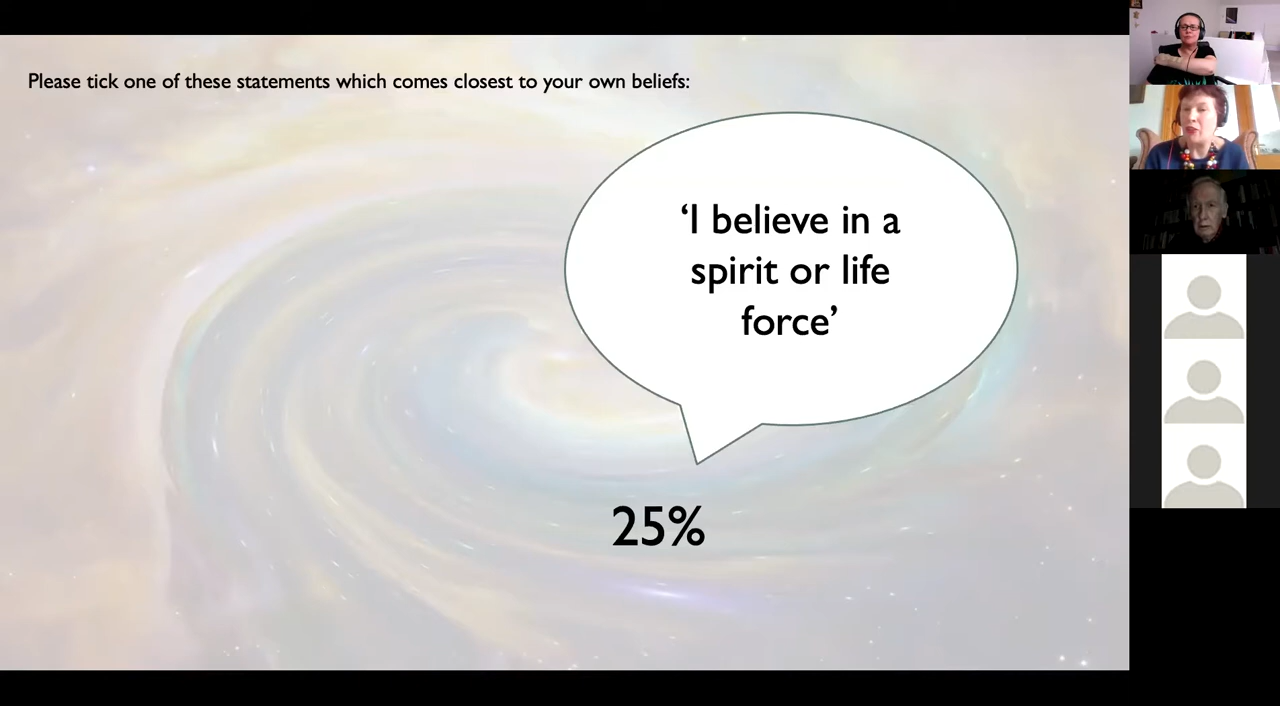 Please tick one of these statements which comes closest to your own beliefs:
‘I believe in a
spirit or life
force’
25%